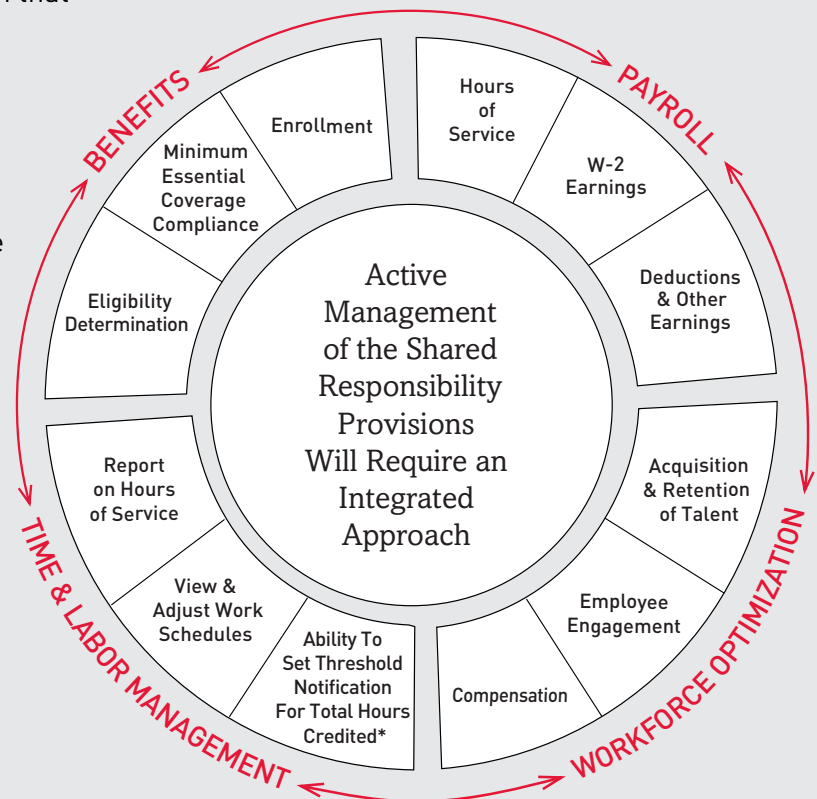 that
e
BENEFITS
Enrollment
Minimum
Essential
Coverage
Compliance
Eligibility
Determination
PAYROLL
Hours
of
Service
W-2
Earnings
Deductions
& Other
Earnings
Active
Management
of the Shared
Responsibility
Provisions
Will Require an
Integrated
Approach
TIME & LABOR MANAGEMENT
Report
on Hours
of Service
View &
Adjust Work
Schedules
Ability To
Set Threshold
Notification
For Total Hours
Credited*
WORKFORCE OPTIMIZATION
Acquisition
& Retention
of Talent
Employee
Engagement
Compensation